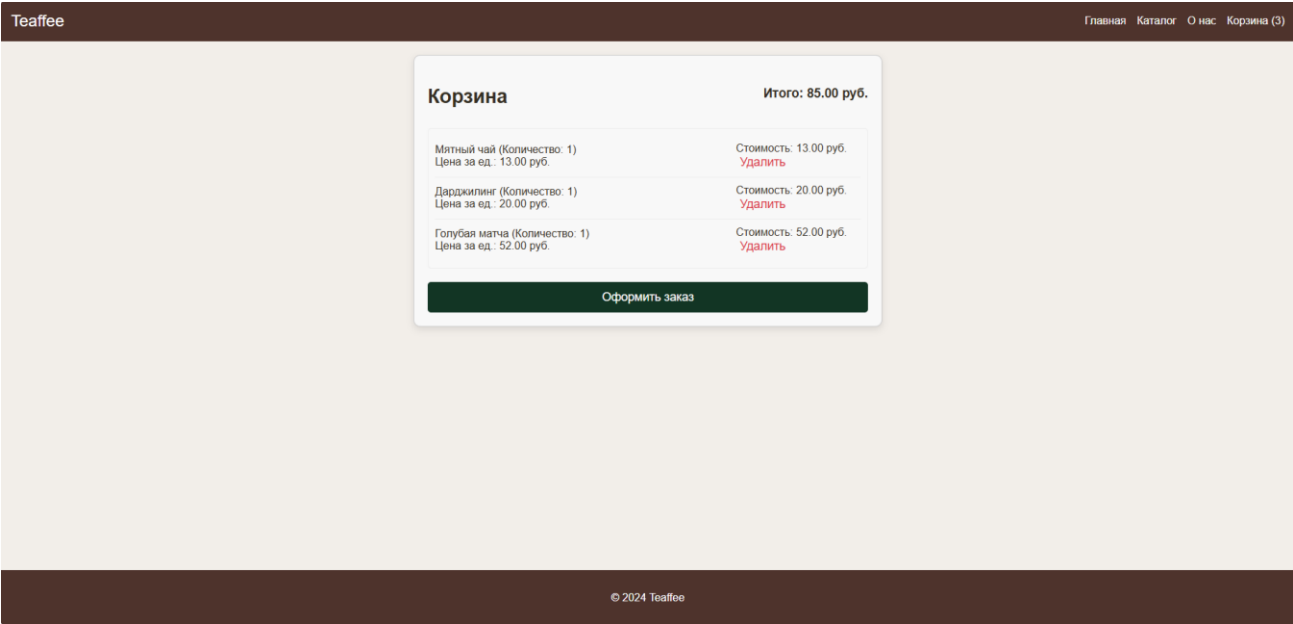 Teaffee
Главная Каталог О нас Корзина (3)
Корзина
Итого: 85.00 руб.
Мятный чай (Количество: 1)
Цена за ед.: 13.00 руб.
Стоимость: 13.00 руб.
Удалить
Дарджилинг (Количество: 1)
Цена за ед.: 20.00 руб.
Стоимость: 20.00 руб.
Удалить
Голубая матча (Количество: 1)
Цена за ед.: 52.00 руб.
Стоимость: 52.00 руб.
Удалить
Оформить заказ
© 2024 Teaffee